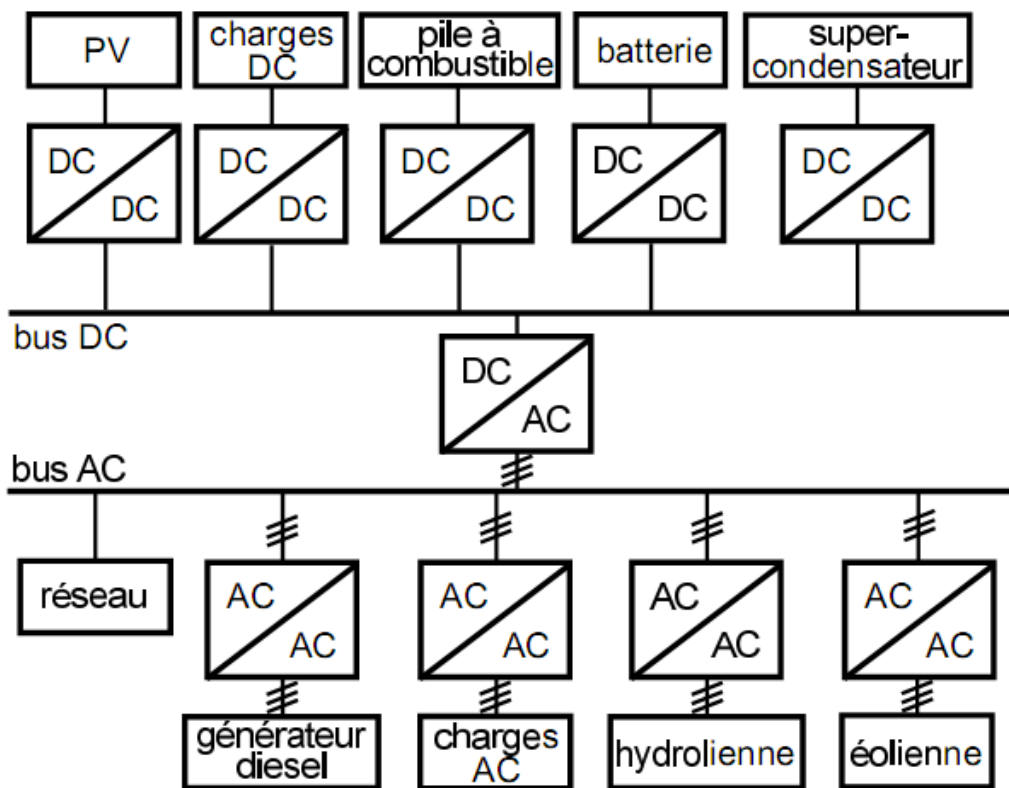 PV
charges
DC
pile à
combustible
batterie
super-
condensateur
DC
DC
DC
DC
DC
DC
DC
DC
DC
DC
bus DC
DC
AC
bus AC
réseau
AC
AC
AC
AC
AC
AC
AC
AC
générateur
diesel
charges
AC
hydrolienne
éolienne